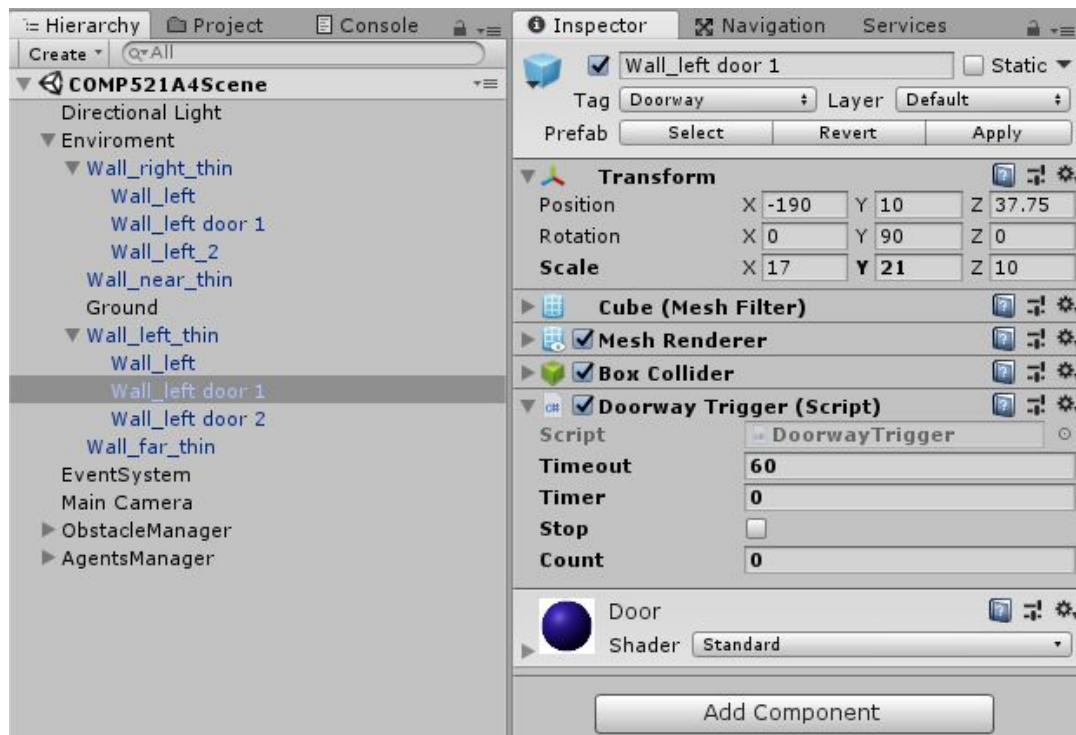 Hierarchy Project Console
Create All
COMP521A4Scene
Directional Light
Enviroment
Wall_right_thin
Wall_left
Wall_left door 1
Wall_left_2
Wall_near_thin
Ground
Wall_left_thin
Wall_left
Wall_left door 1
Wall_left door 2
Wall_far_thin
EventSystem
Main Camera
ObstacleManager
AgentsManager
Inspector Navigation Services
Wall_left door 1 Static
Tag Doorway Layer Default
Prefab Select Revert Apply
Transform
Position X -190 Y 10 Z 37.75
Rotation X 0 Y 90 Z 0
Scale X 17 Y 21 Z 10
Cube (Mesh Filter)
Mesh Renderer
Box Collider
C# Doorway Trigger (Script)
Script DoorwayTrigger
Timeout 60
Timer 0
Stop
Count 0
Door
Shader Standard
Add Component